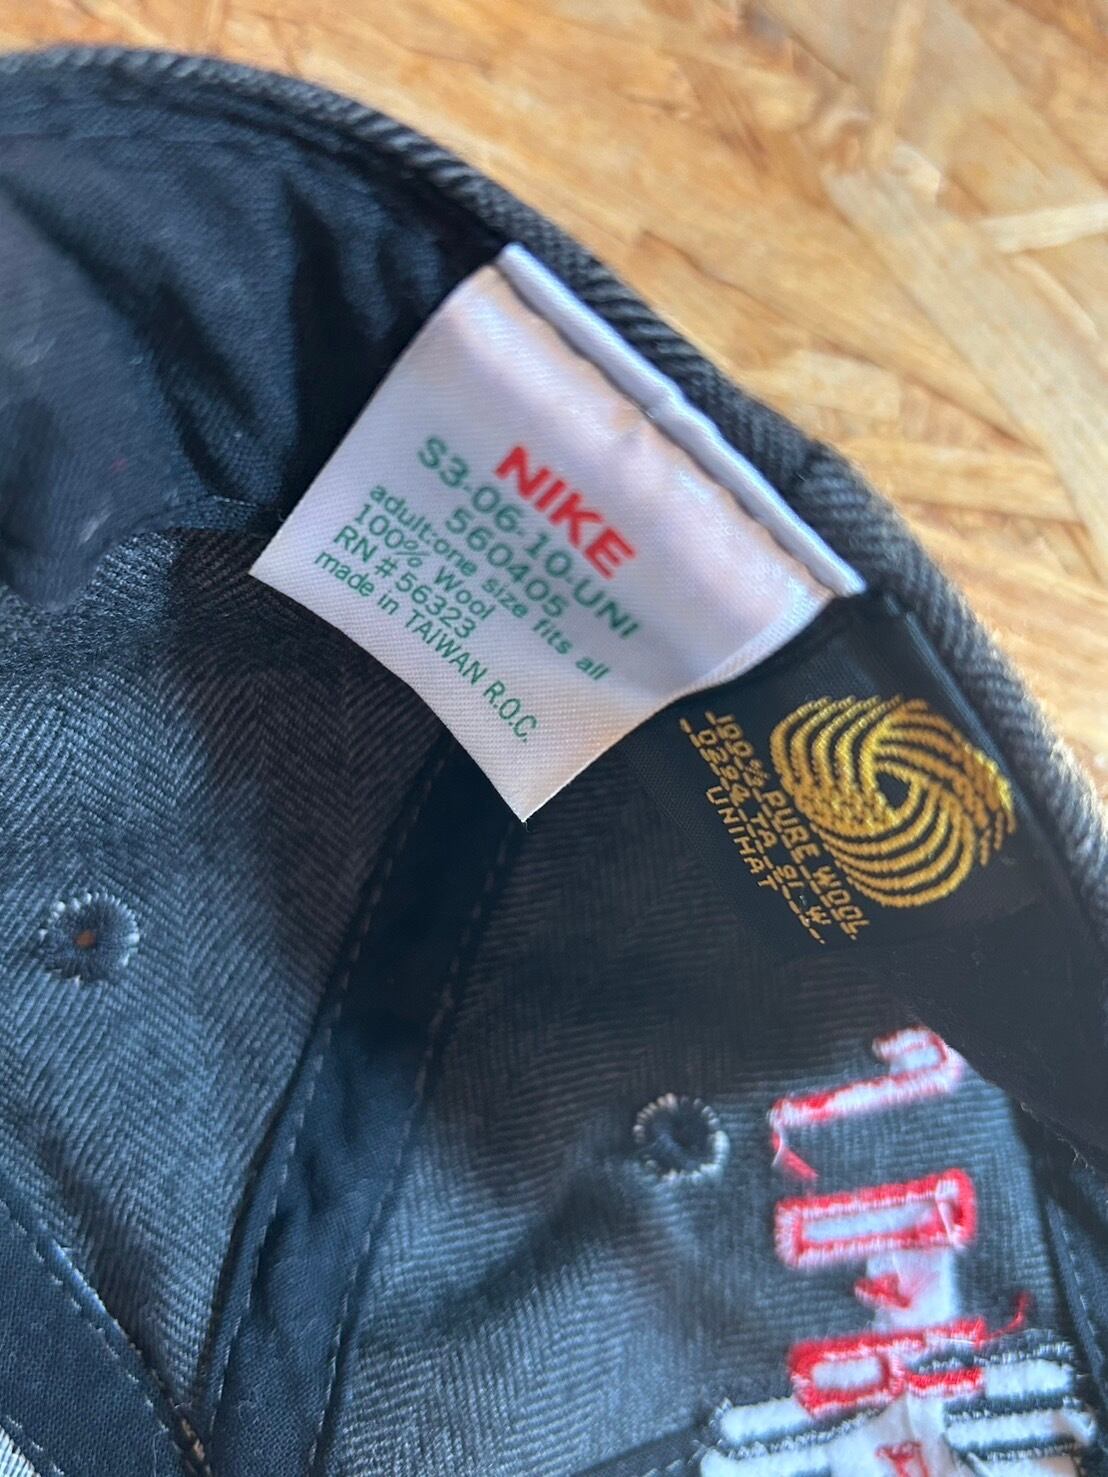 NIKE
S3-06-10-UNI
560405
adult:one size fits all
100% Wool
RN #56323
made in TAIWAN R.O.C.
100% PURE WOOL
UNIHAT